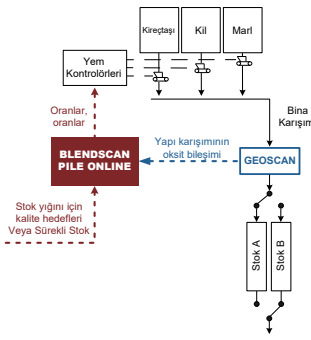 Kireçtaşı
Kil
Marl
Yem
Kontrolörleri
Oranlar,
oranlar
Bina
Karışım
BLENDSCAN
PILE ONLINE
Yapı karışımının
oksit bileşimi
GEOSCAN
Stok yığını için
kalite hedefleri
Veya Sürekli Stok
Stok A
Stok B